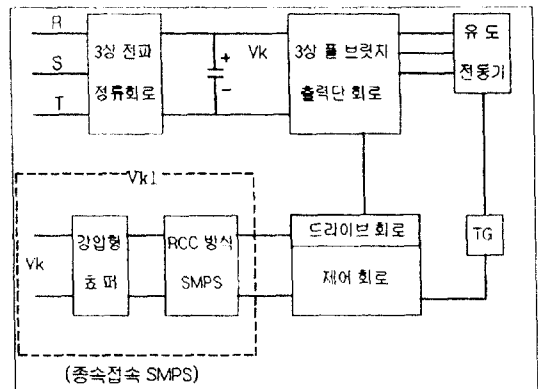 R
S
T
3상 전파
정류회로
+
-
Vk
3상 풀 브릿지
출력단 회로
유 도
전동기
Vk1
Vk
강압형
쵸 퍼
RCC 방식
SMPS
드라이브 회로
제어 회로
TG
(종속접속 SMPS)